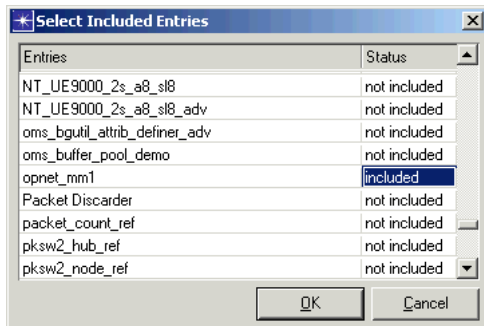 Select Included Entries
Entries Status
NT_UE9000_2s_a8_sl8 not included
NT_UE9000_2s_a8_sl8_adv not included
oms_bgutil_attrib_definer_adv not included
oms_buffer_pool_demo not included
opnet_mm1 included
Packet Discarder not included
packet_count_ref not included
pksw2_hub_ref not included
pksw2_node_ref not included
OK Cancel